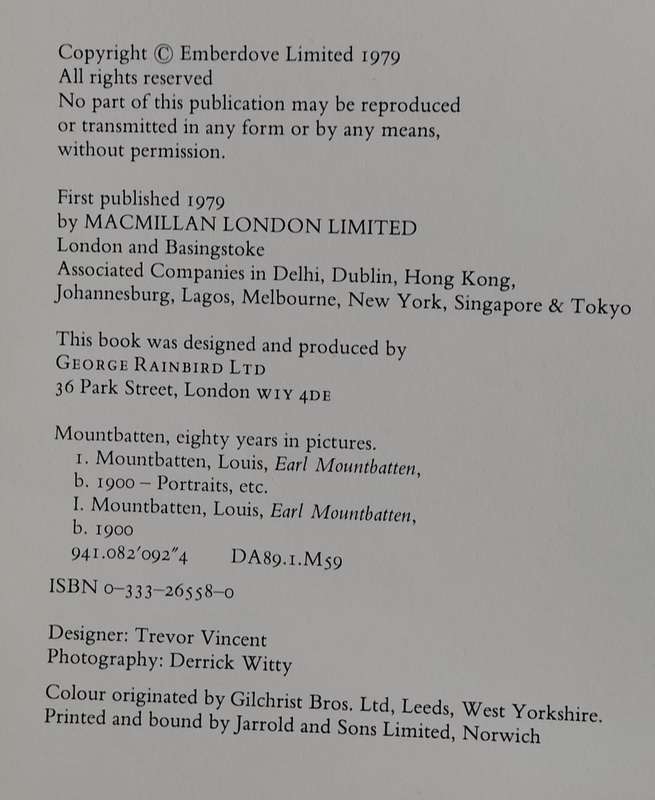 Copyright © Emberdove Limited 1979
All rights reserved
No part of this publication may be reproduced
or transmitted in any form or by any means,
without permission.
First published 1979
by MACMILLAN LONDON LIMITED
London and Basingstoke
Associated Companies in Delhi, Dublin, Hong Kong,
Johannesburg, Lagos, Melbourne, New York, Singapore & Tokyo
This book was designed and produced by
GEORGE RAINBIRD LTD
36 Park Street, London W1Y 4DE
Mountbatten, eighty years in pictures.
1. Mountbatten, Louis, Earl Mountbatten,
b. 1900 – Portraits, etc.
I. Mountbatten, Louis, Earl Mountbatten,
b. 1900
941.082′092″4 DA89.1.M59
ISBN 0–333–26558–0
Designer: Trevor Vincent
Photography: Derrick Witty
Colour originated by Gilchrist Bros. Ltd, Leeds, West Yorkshire.
Printed and bound by Jarrold and Sons Limited, Norwich